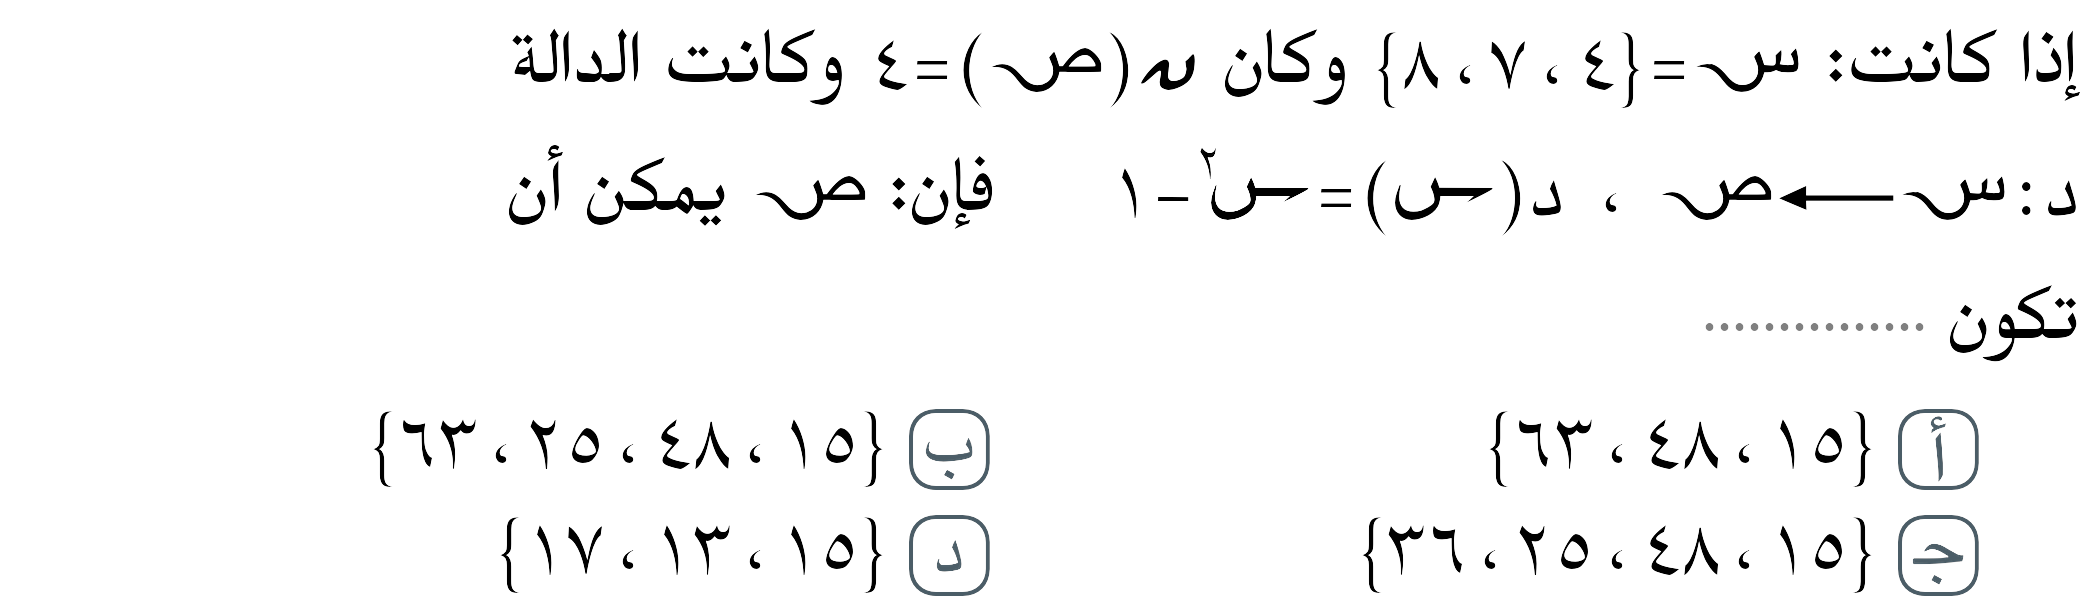 إذا كانت: س = {٤ ، ٧ ، ٨} وكان ن(ص) = ٤ وكانت الدالة
د : س ← ص ، د(س) = س٢ − ١ فإن: ص يمكن أن
تكون ...............
أ {١٥ ، ٤٨ ، ٦٣}
ب {١٥ ، ٤٨ ، ٢٥ ، ٦٣}
ج {١٥ ، ٤٨ ، ٢٥ ، ٣٦}
د {١٥ ، ١٣ ، ١٧}